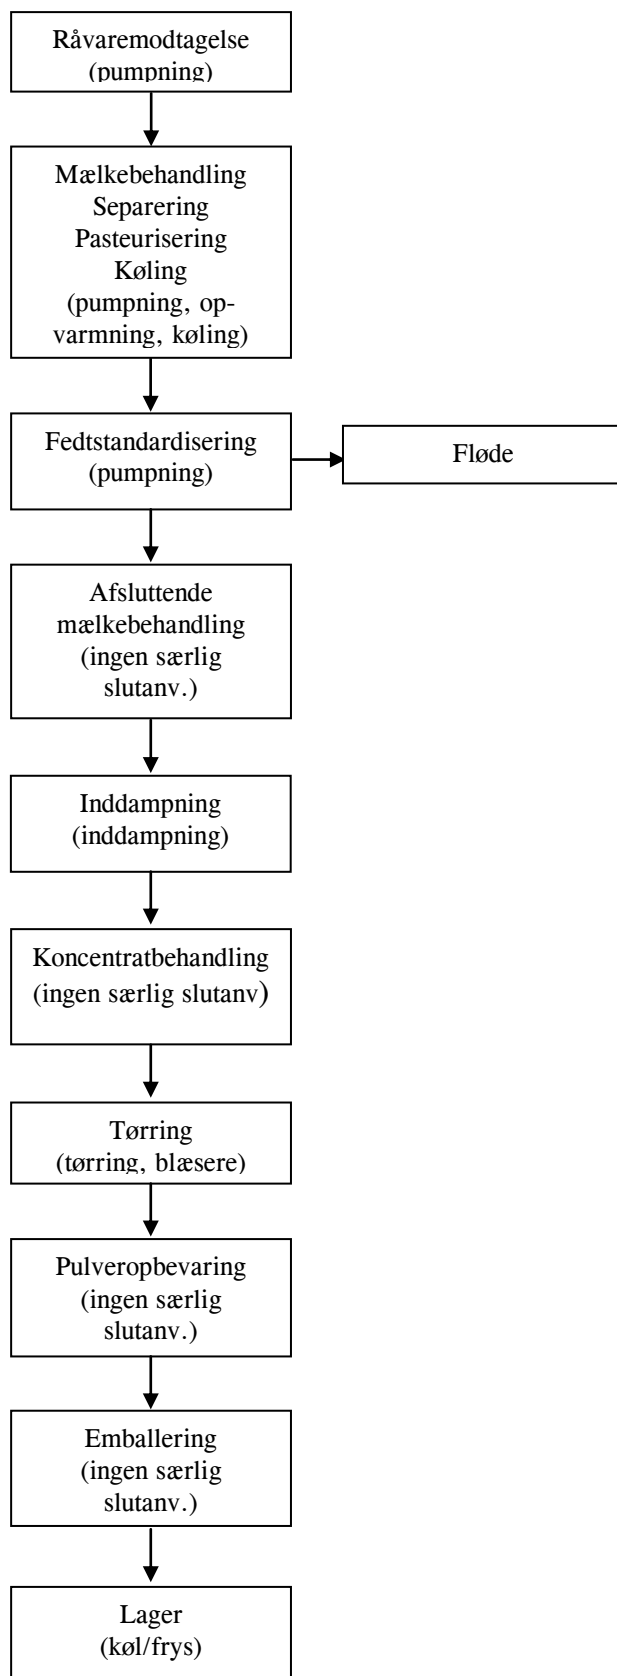 Råvaremodtagelse
(pumpning)
Mælkebehandling
Separering
Pasteurisering
Køling
(pumpning, op-
varmning, køling)
Fedtstandardisering
(pumpning)
Fløde
Afsluttende
mælkebehandling
(ingen særlig
slutanv.)
Inddampning
(inddampning)
Koncentratbehandling
(ingen særlig slutanv)
Tørring
(tørring, blæsere)
Pulveropbevaring
(ingen særlig
slutanv.)
Emballering
(ingen særlig
slutanv.)
Lager
(køl/frys)